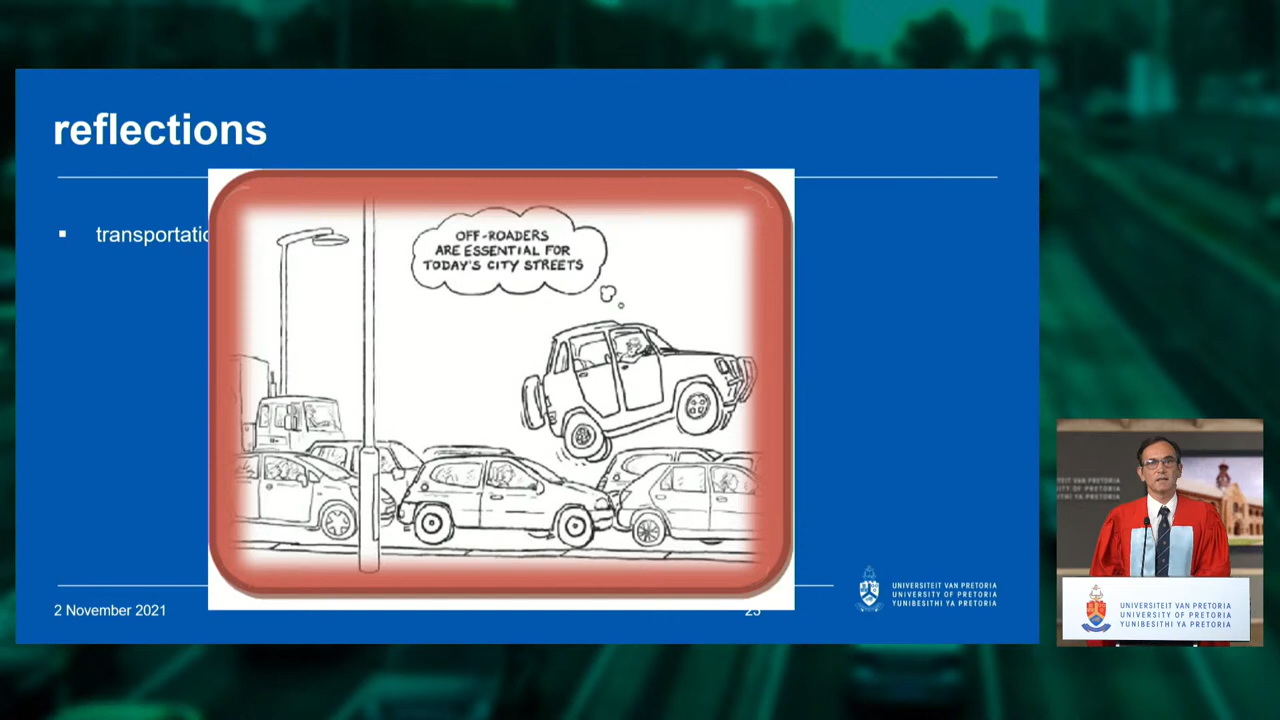 reflections
▪ transportatio
OFF-ROADERS
ARE ESSENTIAL FOR
TODAY'S CITY STREETS
2 November 2021
UNIVERSITEIT VAN PRETORIA
UNIVERSITY OF PRETORIA
YUNIBESITHI YA PRETORIA
UNIVERSITEIT VAN PRETORIA
UNIVERSITY OF PRETORIA
YUNIBESITHI YA PRETORIA